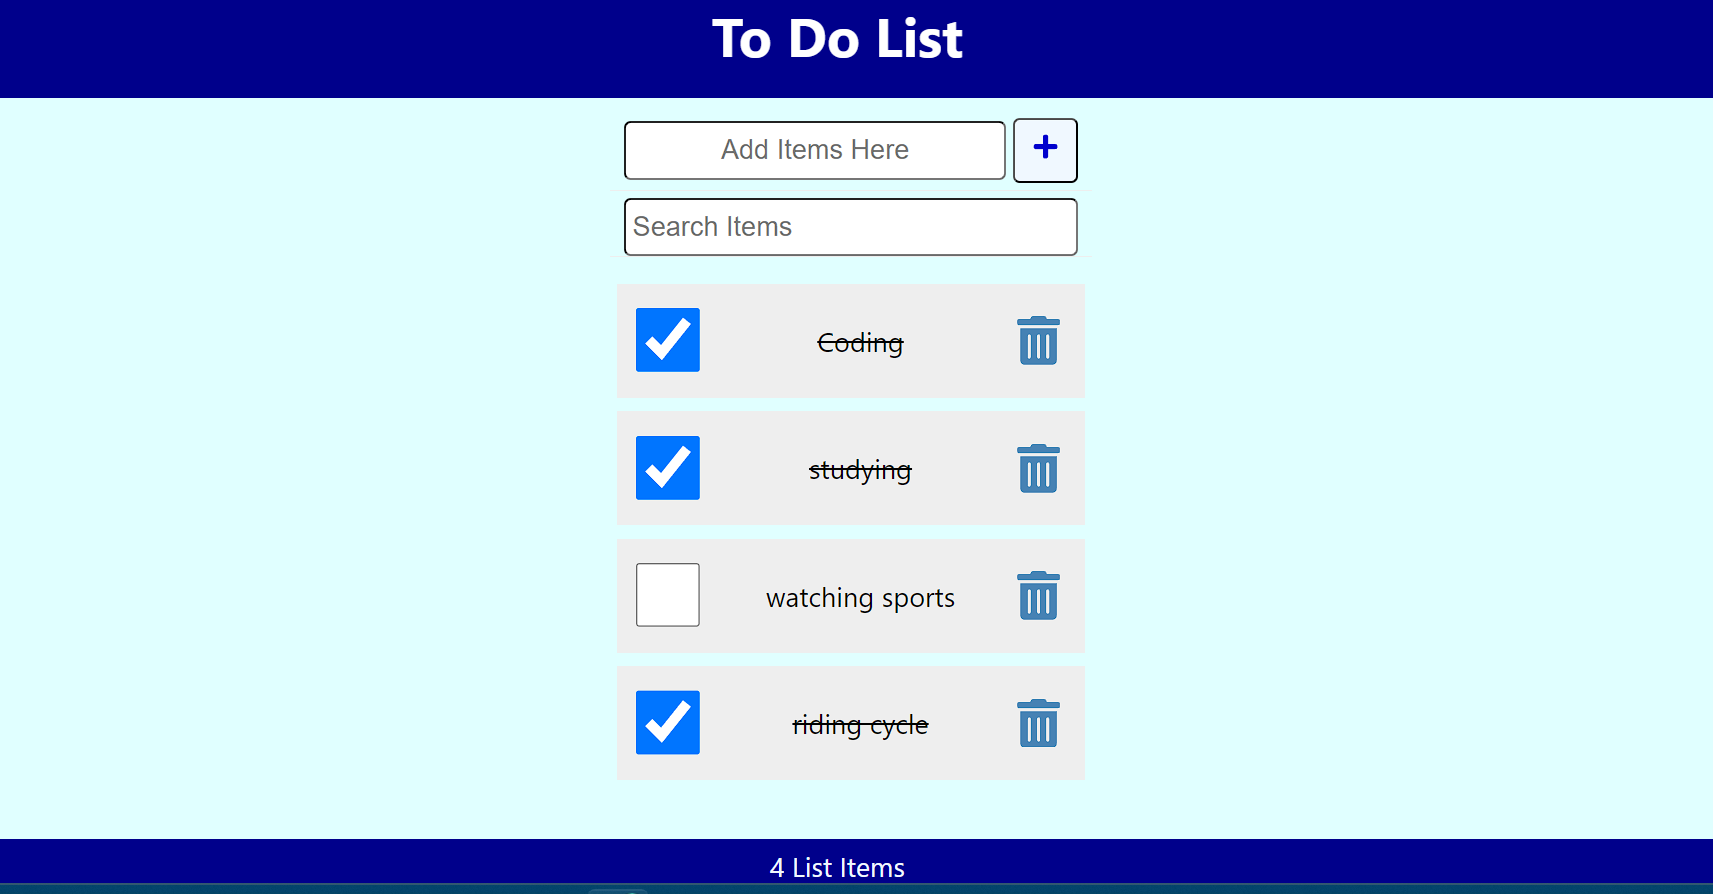 To Do List
Add Items Here
+
Search Items
Coding
studying
watching sports
riding cycle
4 List Items